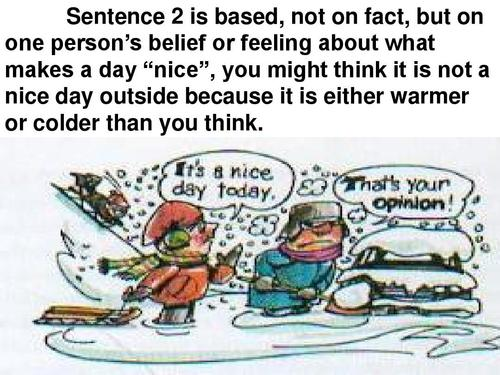 Sentence 2 is based, not on fact, but on
one person’s belief or feeling about what
makes a day “nice”, you might think it is not a
nice day outside because it is either warmer
or colder than you think.
It's a nice
day today.
That's your
opinion!